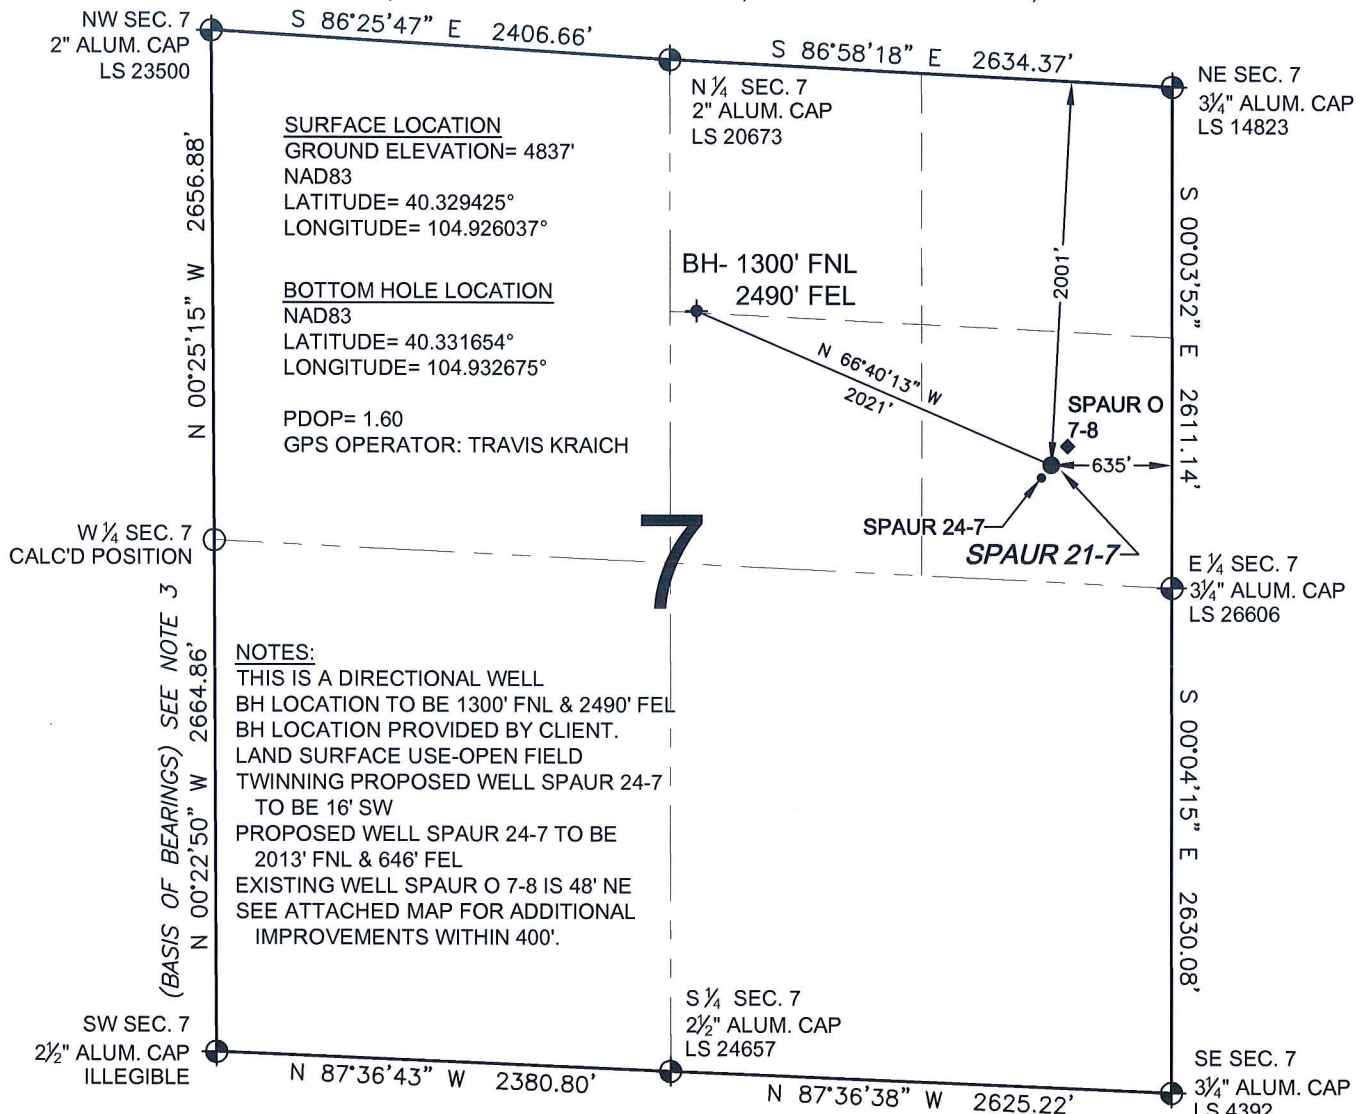 NW SEC. 7
2" ALUM. CAP
LS 23500
S 86°25'47" E 2406.66'
S 86°58'18" E 2634.37'
N ¼ SEC. 7
2" ALUM. CAP
LS 20673
NE SEC. 7
3¼" ALUM. CAP
LS 14823
SURFACE LOCATION
GROUND ELEVATION= 4837'
NAD83
LATITUDE= 40.329425°
LONGITUDE= 104.926037°
BOTTOM HOLE LOCATION
NAD83
LATITUDE= 40.331654°
LONGITUDE= 104.932675°
PDOP= 1.60
GPS OPERATOR: TRAVIS KRAICH
N 00°25'15" W 2656.88'
BH- 1300' FNL
2490' FEL
2001'
S 00°03'52" E 2611.14'
N 66°40'13" W
2021'
SPAUR O
7-8
635'
SPAUR 24-7
SPAUR 21-7
7
W ¼ SEC. 7
CALC'D POSITION
E ¼ SEC. 7
3¼" ALUM. CAP
LS 26606
(BASIS OF BEARINGS) SEE NOTE 3
N 00°22'50" W 2664.86'
NOTES:
THIS IS A DIRECTIONAL WELL
BH LOCATION TO BE 1300' FNL & 2490' FEL
BH LOCATION PROVIDED BY CLIENT.
LAND SURFACE USE-OPEN FIELD
TWINNING PROPOSED WELL SPAUR 24-7
TO BE 16' SW
PROPOSED WELL SPAUR 24-7 TO BE
2013' FNL & 646' FEL
EXISTING WELL SPAUR O 7-8 IS 48' NE
SEE ATTACHED MAP FOR ADDITIONAL
IMPROVEMENTS WITHIN 400'.
S 00°04'15" E 2630.08'
SW SEC. 7
2½" ALUM. CAP
ILLEGIBLE
N 87°36'43" W 2380.80'
S ¼ SEC. 7
2½" ALUM. CAP
LS 24657
N 87°36'38" W 2625.22'
SE SEC. 7
3¼" ALUM. CAP
LS 4392